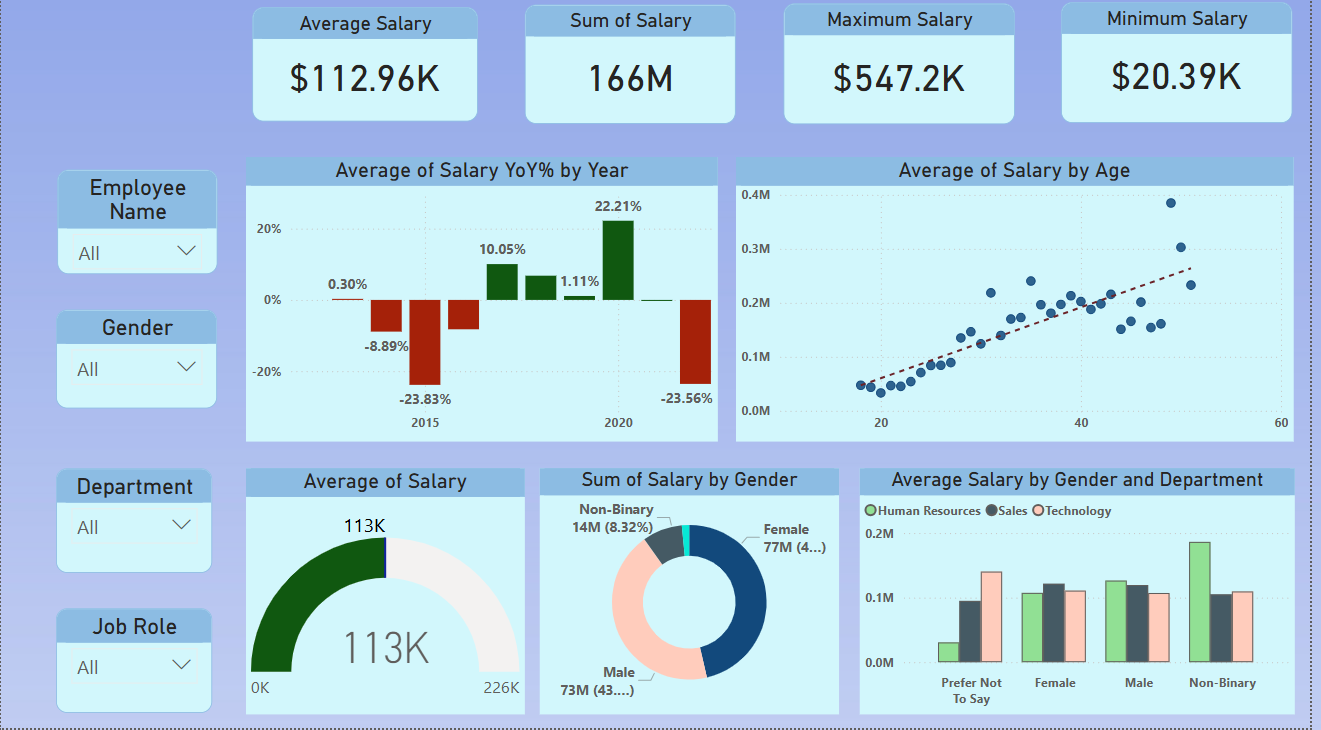 Average Salary
$112.96K
Sum of Salary
166M
Maximum Salary
$547.2K
Minimum Salary
$20.39K
Employee
Name
All
Gender
All
Department
All
Job Role
All
Average of Salary YoY% by Year
20%
0%
-20%
0.30%
-8.89%
-23.83%
10.05%
1.11%
22.21%
-23.56%
2015
2020
Average of Salary by Age
0.4M
0.3M
0.2M
0.1M
0.0M
20
40
60
Average of Salary
113K
113K
0K
226K
Sum of Salary by Gender
Non-Binary
14M (8.32%)
Female
77M (4...)
Male
73M (43....)
Average Salary by Gender and Department
Human Resources Sales Technology
0.2M
0.1M
0.0M
Prefer Not
To Say
Female
Male
Non-Binary